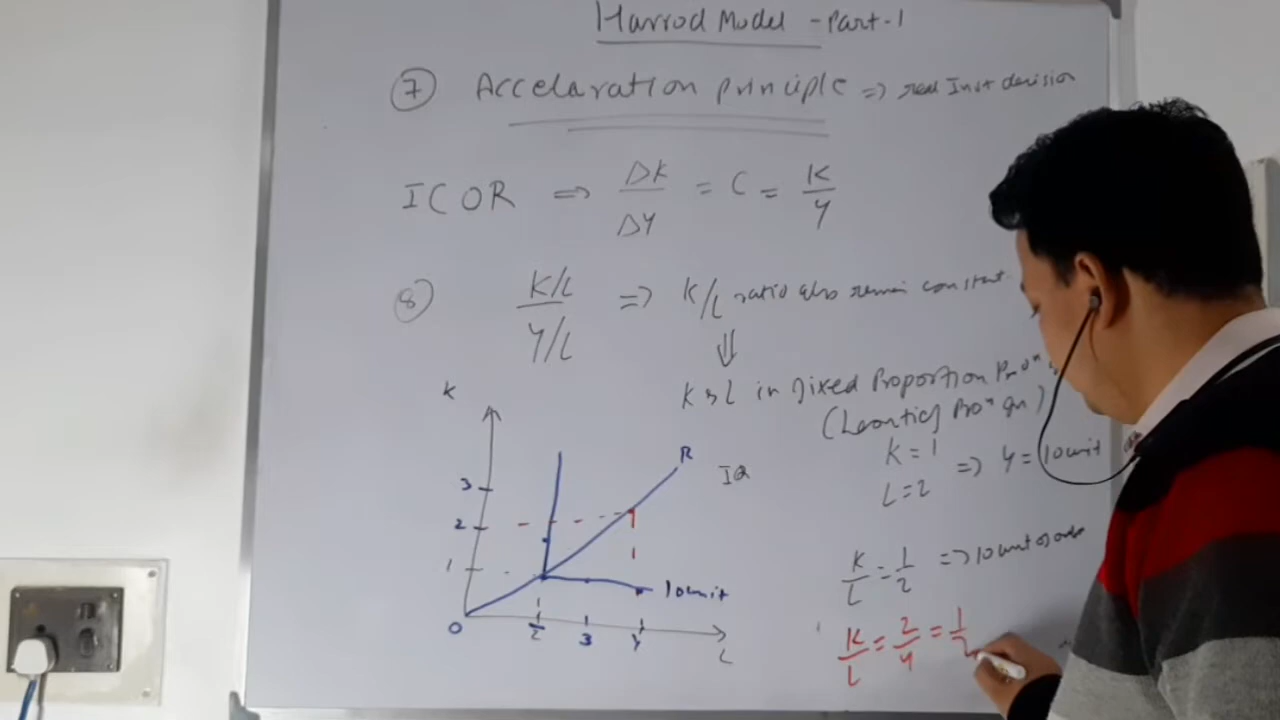 Harrod Model - Part-1
7 Accelaration principle => real Inst decision
ICOR => ΔK/ΔY = C = K/Y
8 K/L / Y/L => K/L ratio also remain constant.
⇓
K & L in fixed Proportion Pro^n
(Leontief Pro^n fn)
K = 1
L = 2 => Y = 10 unit
K
3
2
1
0
2
3
4
L
R
IQ
10 unit
K/L = 1/2 => 10 unit of
K/L = 2/4 = 1/2